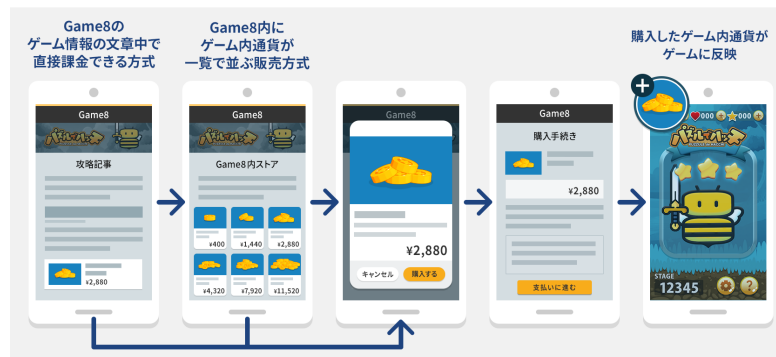 Game8の
ゲーム情報の文章中で
直接課金できる方式
Game8内に
ゲーム内通貨が
一覧で並ぶ販売方式
購入したゲーム内通貨が
ゲームに反映
Game8
攻略記事
¥2,880
Game8
Game8内ストア
¥400
¥1,440
¥2,880
¥4,320
¥7,920
¥11,520
Game8
¥2,880
キャンセル
購入する
Game8
購入手続き
¥2,880
支払いに進む
000
000
STAGE
12345
?